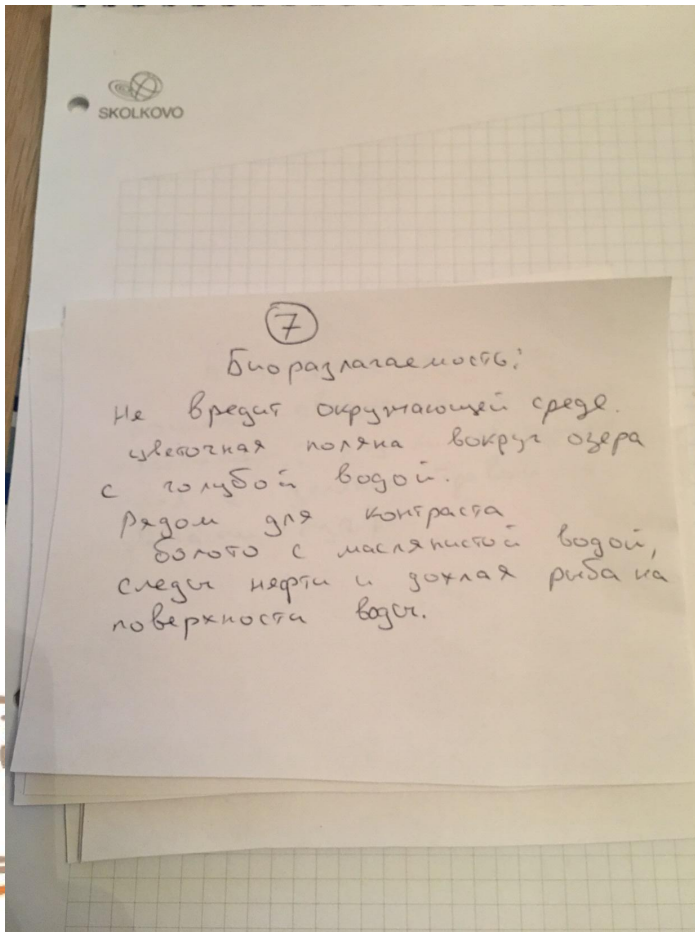 SKOLKOVO
7
Биоразлагаемость:
Не вредит окружающей среде.
цветочная поляна вокруг озера
с голубой водой.
Рядом для контраста
болото с маслянистой водой,
следы нефти и дохлая рыба на
поверхности воды.